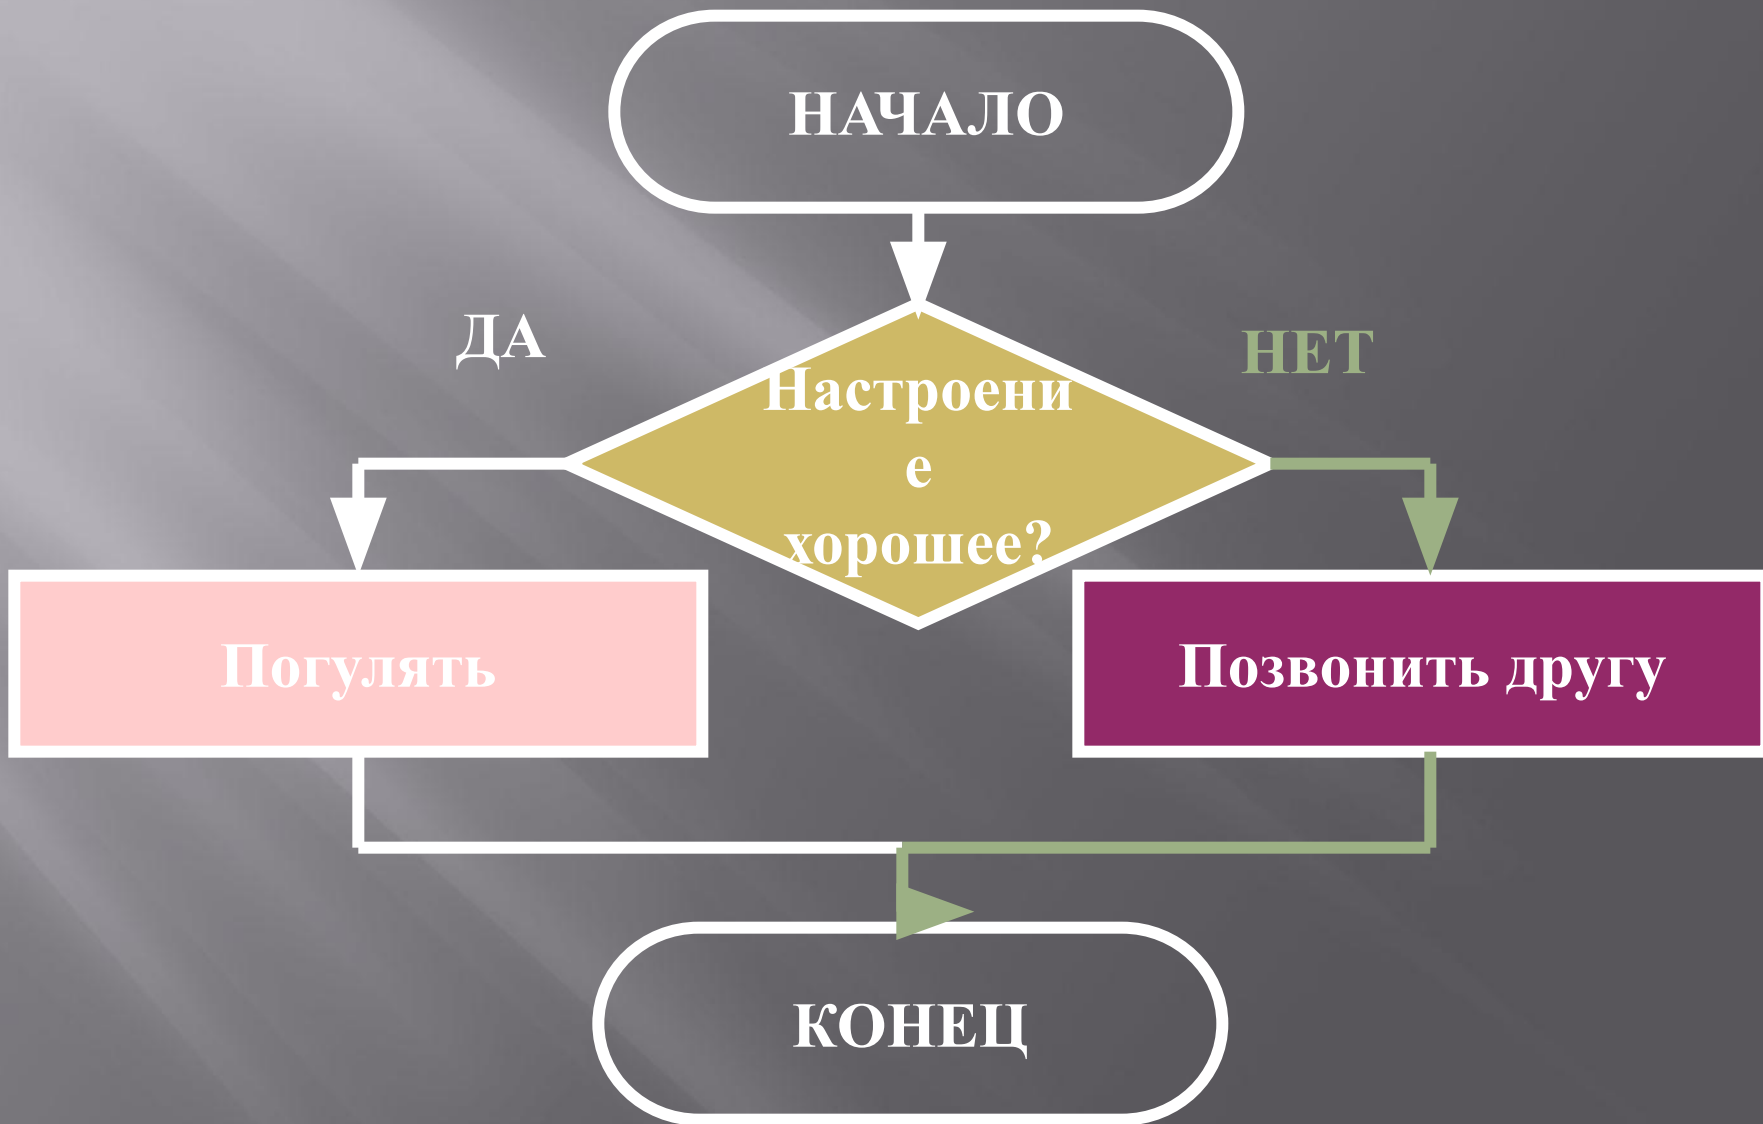 НАЧАЛО
ДА
НЕТ
Настроени
е
хорошее?
Погулять
Позвонить другу
КОНЕЦ